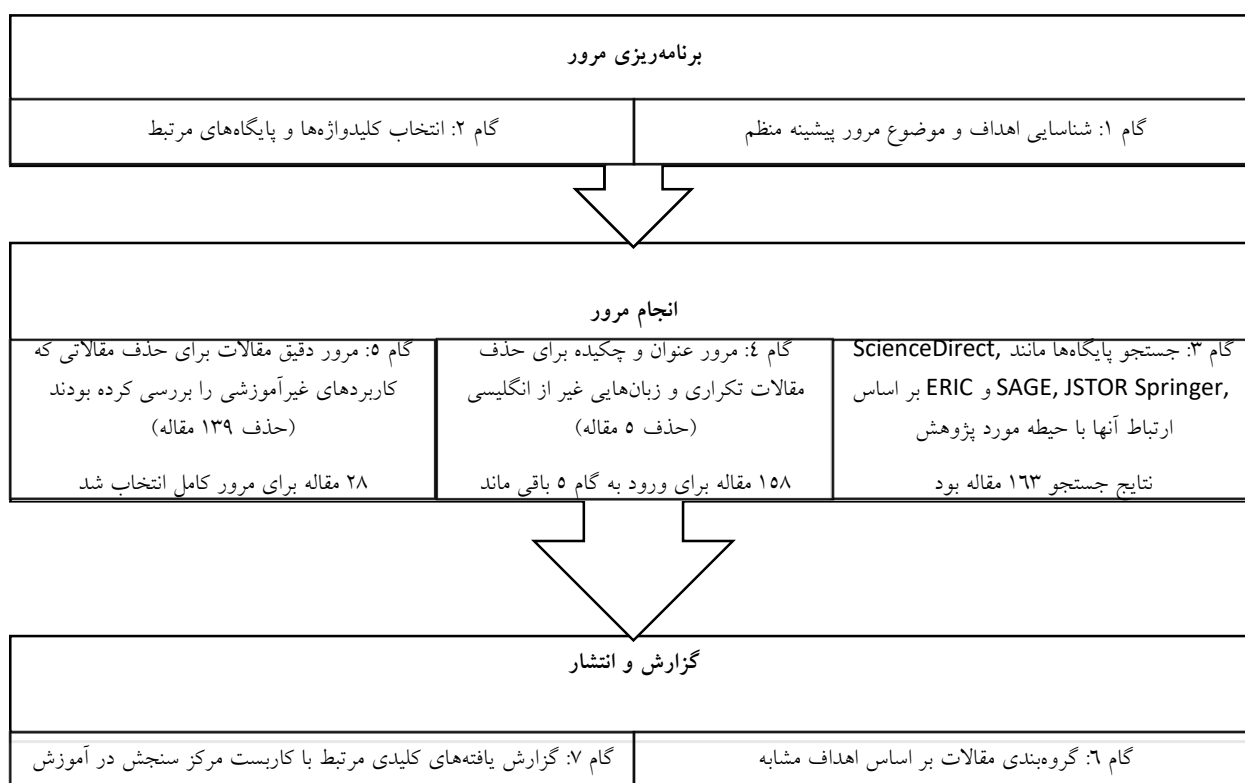 برنامه‌ریزی مرور
گام ۱: شناسایی اهداف و موضوع مرور پیشینه منظم
گام ۲: انتخاب کلیدواژه‌ها و پایگاه‌های مرتبط
انجام مرور
گام ۳: جستجو پایگاه‌ها مانند ScienceDirect,
SAGE, JSTOR Springer, و ERIC بر اساس
ارتباط آنها با حیطه مورد پژوهش
نتایج جستجو ۱۶۳ مقاله بود
گام ٤: مرور عنوان و چکیده برای حذف
مقالات تکراری و زبان‌هایی غیر از انگلیسی
(حذف ٥ مقاله)
۱۵۸ مقاله برای ورود به گام ٥ باقی ماند
گام ٥: مرور دقیق مقالات برای حذف مقالاتی که
کاربردهای غیرآموزشی را بررسی کرده بودند
(حذف ۱۳۹ مقاله)
۲۸ مقاله برای مرور کامل انتخاب شد
گزارش و انتشار
گام ٦: گروه‌بندی مقالات بر اساس اهداف مشابه
گام ۷: گزارش یافته‌های کلیدی مرتبط با کاربست مرکز سنجش در آموزش